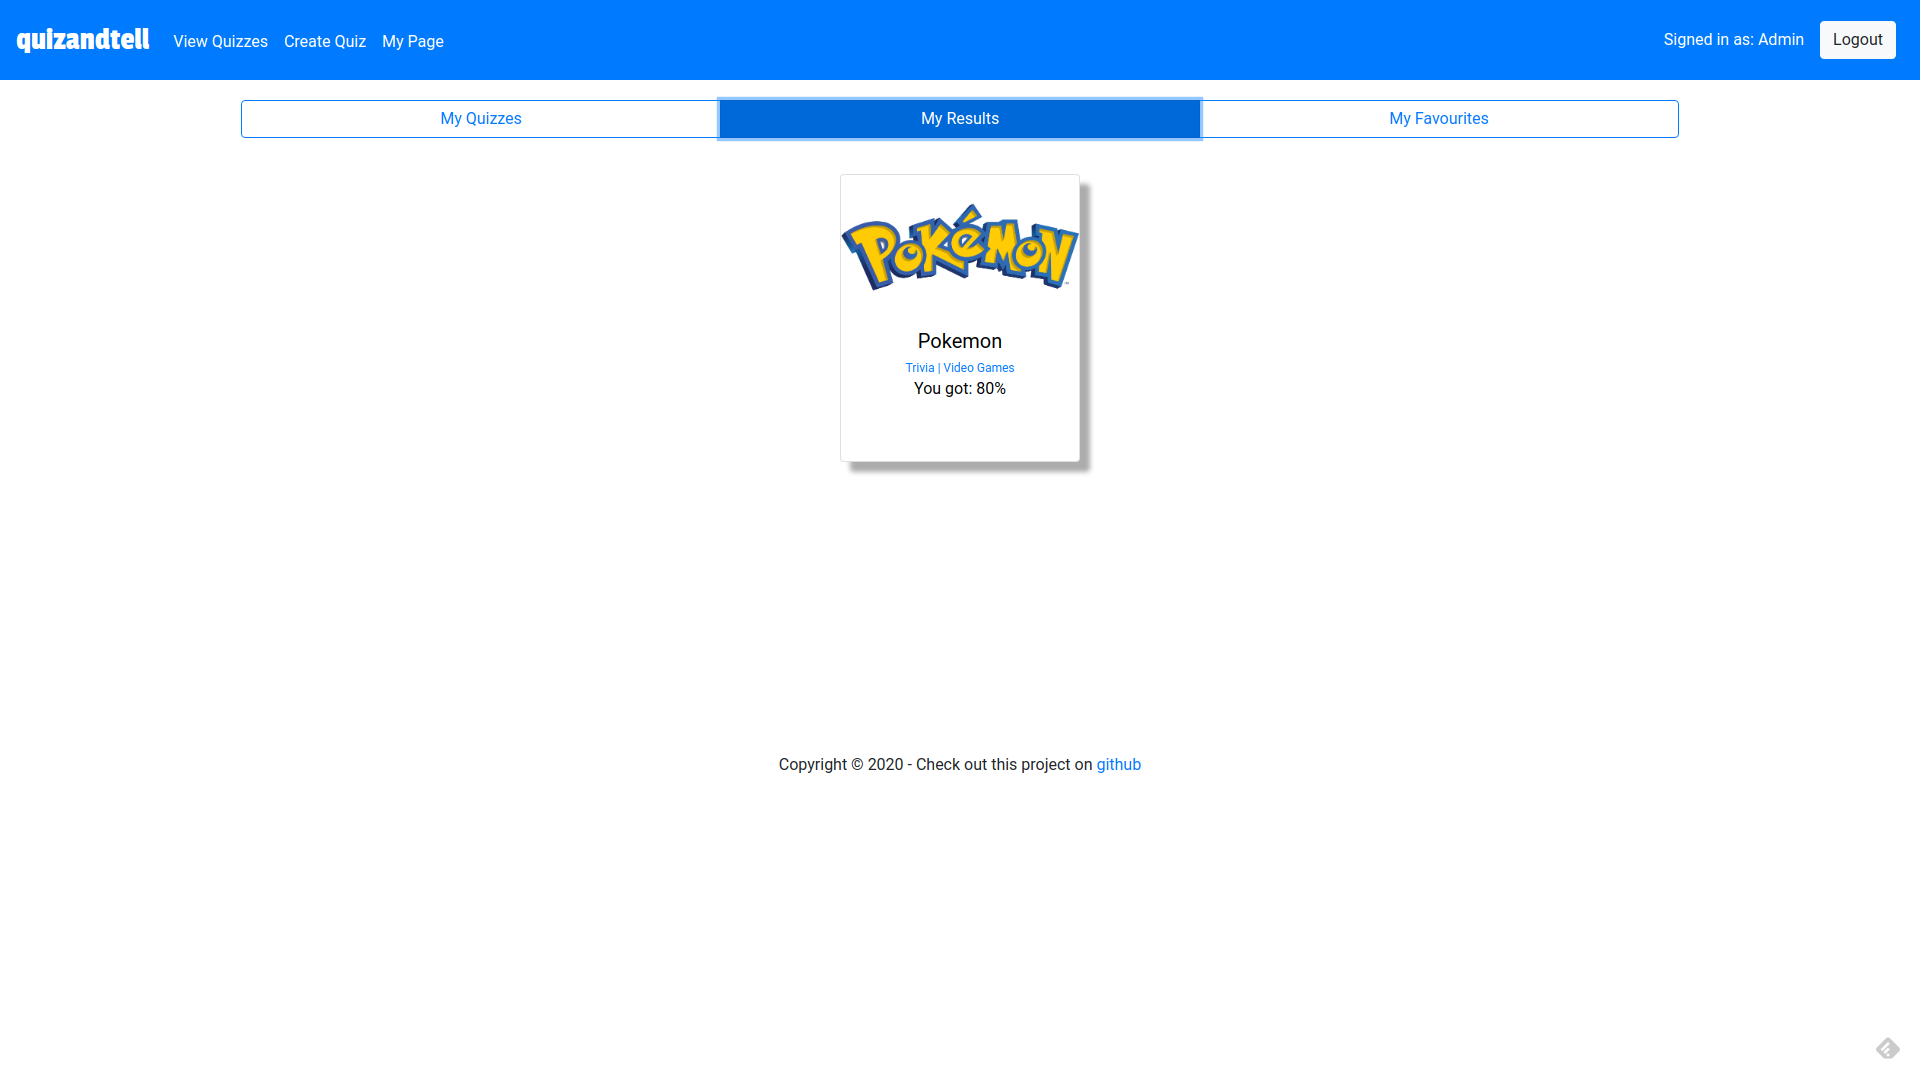 quizandtell View Quizzes Create Quiz My Page Signed in as: Admin Logout
My Quizzes My Results My Favourites
Pokémon
Pokemon
Trivia | Video Games
You got: 80%
Copyright © 2020 - Check out this project on github